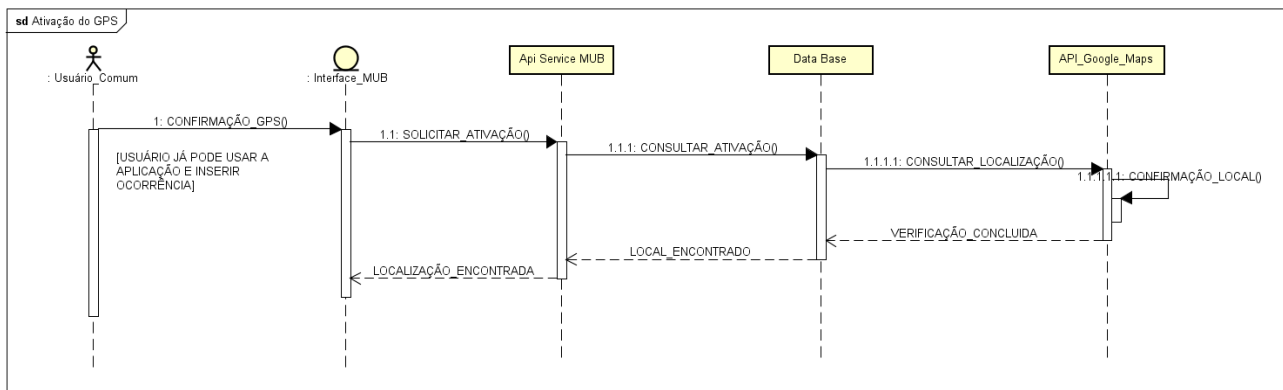 sd Ativação do GPS
: Usuário_Comum
: Interface_MUB
Api Service MUB
Data Base
API_Google_Maps
1: CONFIRMAÇÃO_GPS()
1.1: SOLICITAR_ATIVAÇÃO()
1.1.1: CONSULTAR_ATIVAÇÃO()
1.1.1.1: CONSULTAR_LOCALIZAÇÃO()
1.1.1.1.1: CONFIRMAÇÃO_LOCAL()
[USUÁRIO JÁ PODE USAR A
APLICAÇÃO E INSERIR
OCORRÊNCIA]
VERIFICAÇÃO_CONCLUIDA
LOCAL_ENCONTRADO
LOCALIZAÇÃO_ENCONTRADA